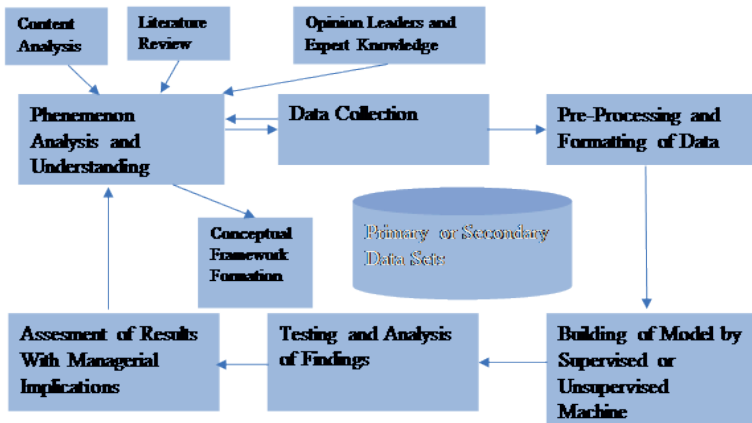 Content
Analysis
Literature
Review
Opinion Leaders and
Expert Knowledge
Phenemenon
Analysis and
Understanding
Data Collection
Pre-Processing and
Formatting of Data
Conceptual
Framework
Formation
Primary or Secondary
Data Sets
Assesment of Results
With Managerial
Implications
Testing and Analysis
of Findings
Building of Model by
Supervised or
Unsupervised
Machine